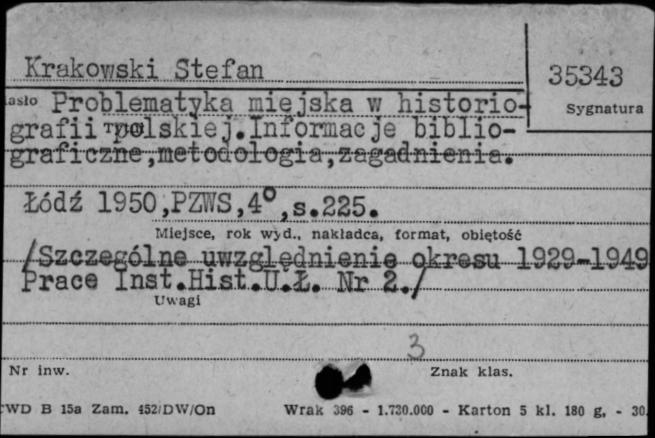 Krakowski Stefan
35343
Sygnatura
asło Problematyka miejska w historio-
grafii polskiej.Informacje biblio-
graficzne,metodologia,zagadnienia.
Łódź 1950,PZWS,4°,s.225.
Miejsce, rok wyd., nakładca, format, objętość
/Szczególne uwzględnienie okresu 1929-1949
Prace Inst.Hist.U.Ł. Nr 2./
Uwagi
3
Nr inw.
Znak klas.
CWD B 15a Zam. 452/DW/On
Wrak 396 - 1.730.000 - Karton 5 kl. 180 g, - 30.